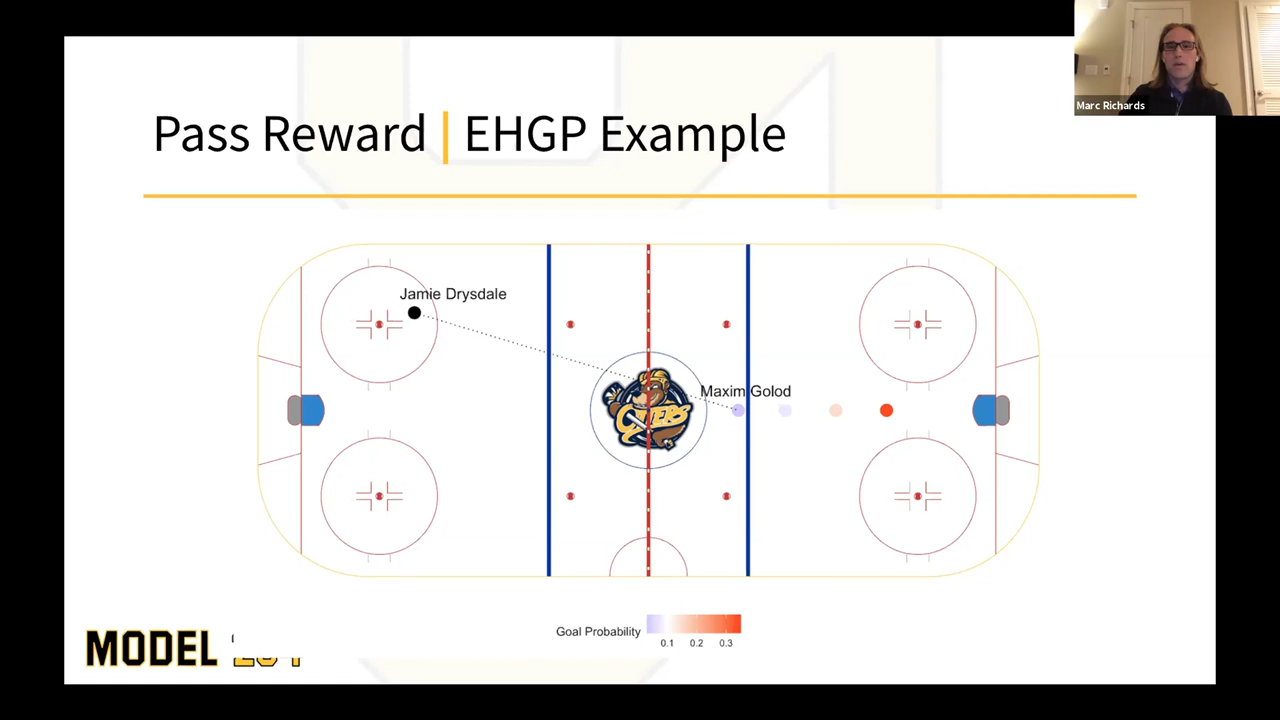 Marc Richards
Pass Reward | EHGP Example
Jamie Drysdale
Maxim Golod
OTTERS
Goal Probability
0.1 0.2 0.3
MODEL